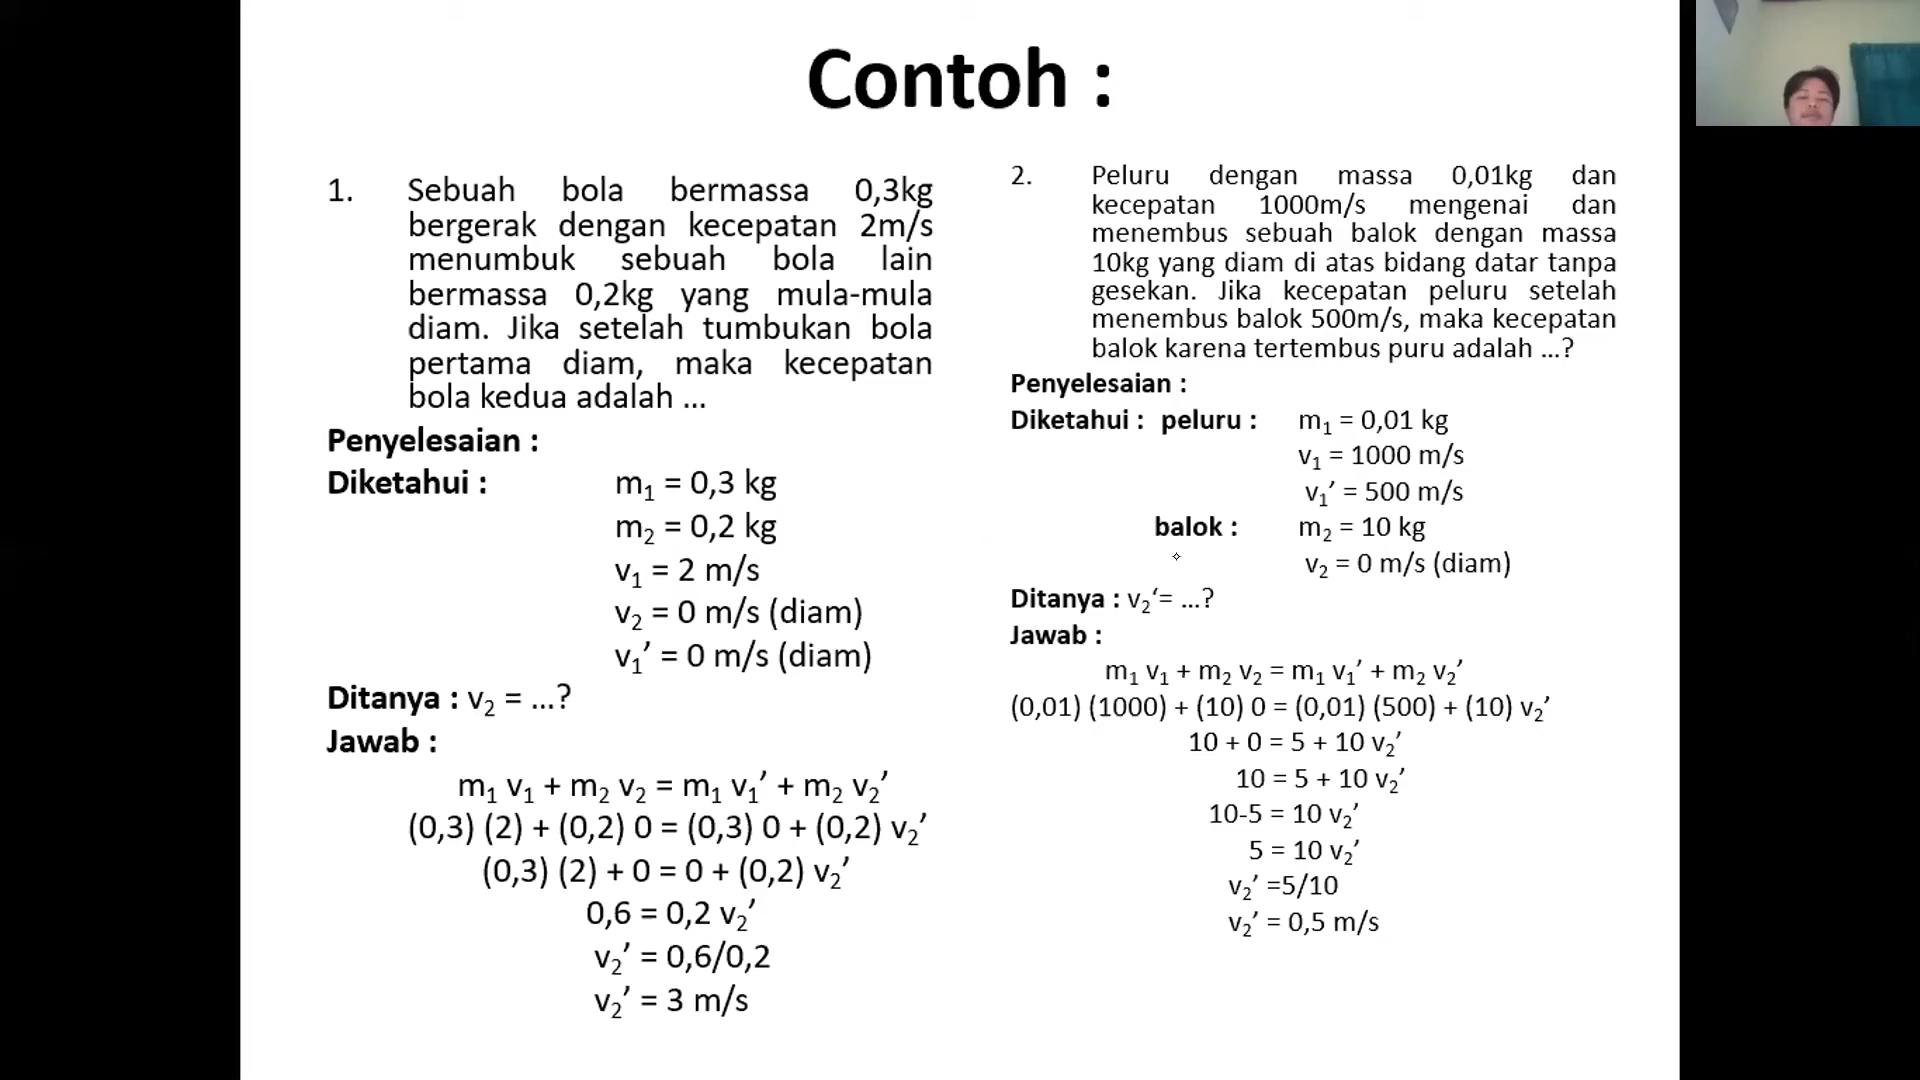 Contoh :
1. Sebuah bola bermassa 0,3kg
bergerak dengan kecepatan 2m/s
menumbuk sebuah bola lain
bermassa 0,2kg yang mula-mula
diam. Jika setelah tumbukan bola
pertama diam, maka kecepatan
bola kedua adalah ...
Penyelesaian :
Diketahui : m₁ = 0,3 kg
m₂ = 0,2 kg
v₁ = 2 m/s
v₂ = 0 m/s (diam)
v₁’ = 0 m/s (diam)
Ditanya : v₂ = ...?
Jawab :
m₁ v₁ + m₂ v₂ = m₁ v₁’ + m₂ v₂’
(0,3) (2) + (0,2) 0 = (0,3) 0 + (0,2) v₂’
(0,3) (2) + 0 = 0 + (0,2) v₂’
0,6 = 0,2 v₂’
v₂’ = 0,6/0,2
v₂’ = 3 m/s
2. Peluru dengan massa 0,01kg dan
kecepatan 1000m/s mengenai dan
menembus sebuah balok dengan massa
10kg yang diam di atas bidang datar tanpa
gesekan. Jika kecepatan peluru setelah
menembus balok 500m/s, maka kecepatan
balok karena tertembus puru adalah ...?
Penyelesaian :
Diketahui : peluru : m₁ = 0,01 kg
v₁ = 1000 m/s
v₁’ = 500 m/s
balok : m₂ = 10 kg
v₂ = 0 m/s (diam)
Ditanya : v₂‘= ...?
Jawab :
m₁ v₁ + m₂ v₂ = m₁ v₁’ + m₂ v₂’
(0,01) (1000) + (10) 0 = (0,01) (500) + (10) v₂’
10 + 0 = 5 + 10 v₂’
10 = 5 + 10 v₂’
10-5 = 10 v₂’
5 = 10 v₂’
v₂’ =5/10
v₂’ = 0,5 m/s